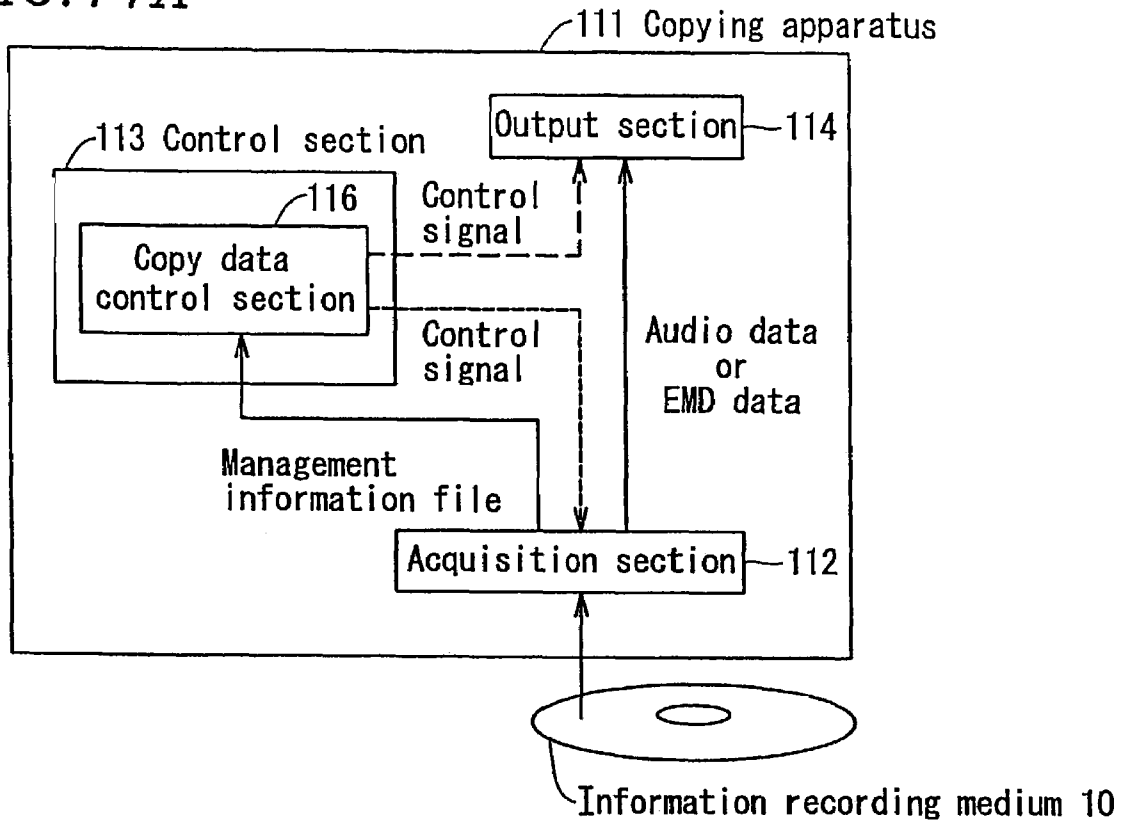 111 Copying apparatus
Output section
114
113 Control section
116
Control
signal
Copy data
control section
Control
signal
Audio data
or
EMD data
Management
information file
Acquisition section
112
Information recording medium 10